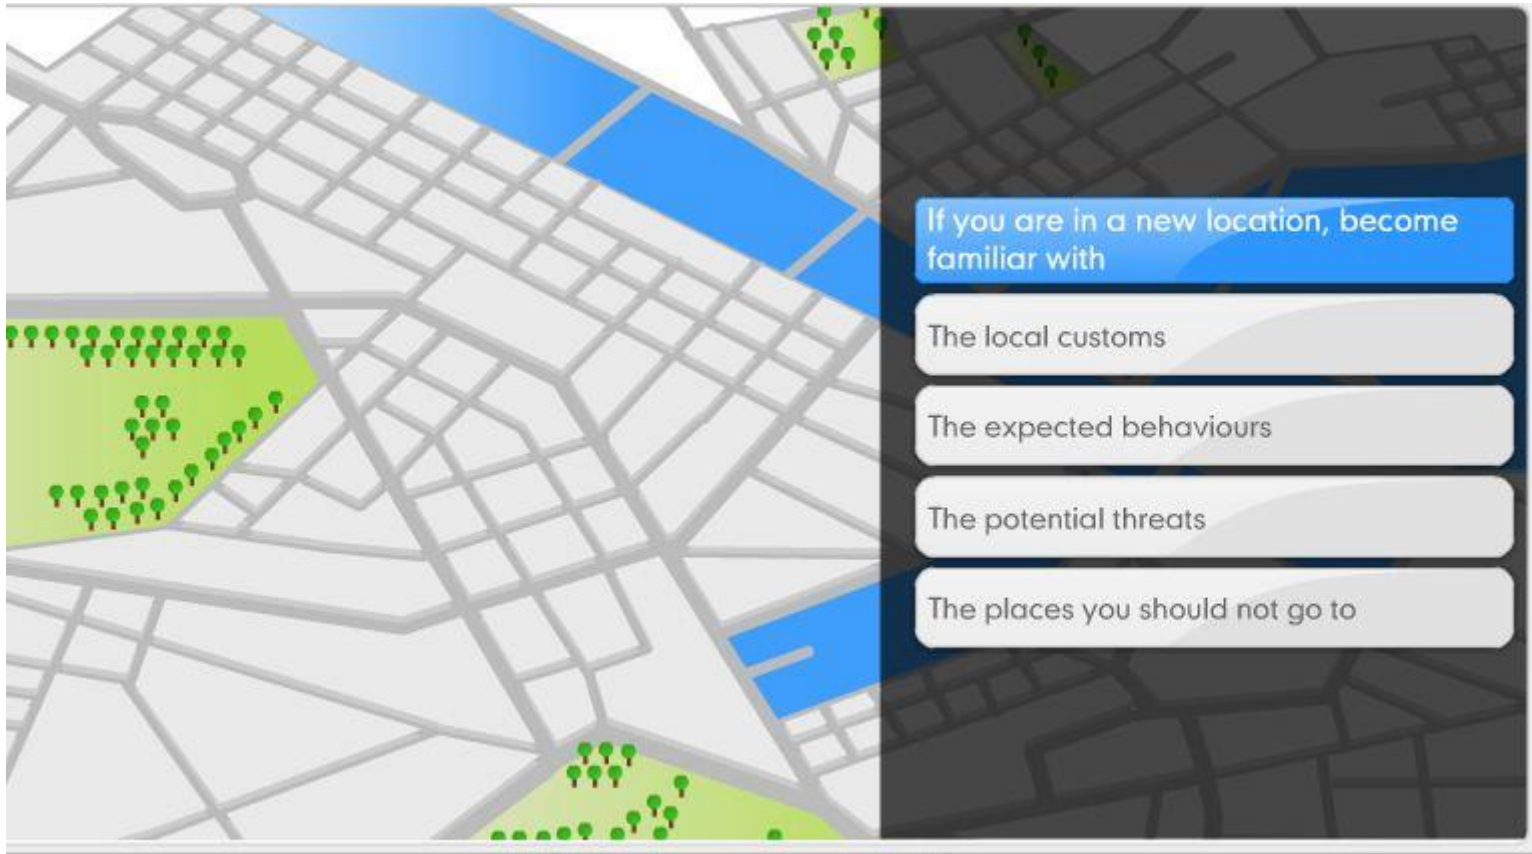 If you are in a new location, become
familiar with
The local customs
The expected behaviours
The potential threats
The places you should not go to